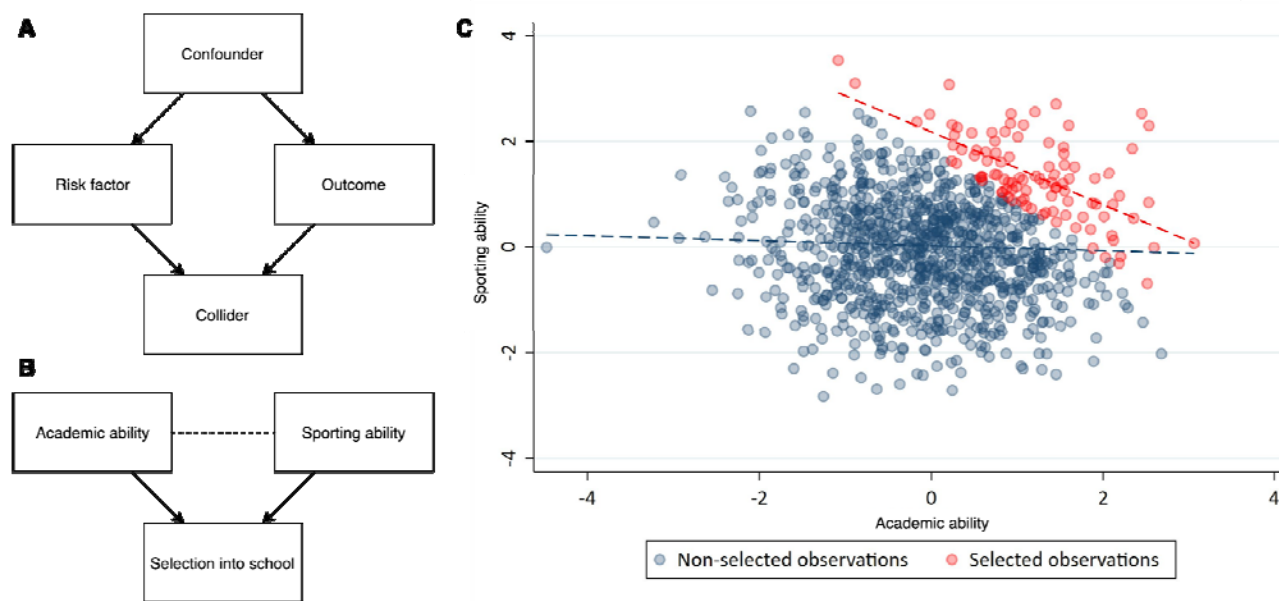 A
Confounder
Risk factor
Outcome
Collider
B
Academic ability
Sporting ability
Selection into school
C
4
2
0
-2
-4
Sporting ability
-4
-2
0
2
4
Academic ability
Non-selected observations
Selected observations